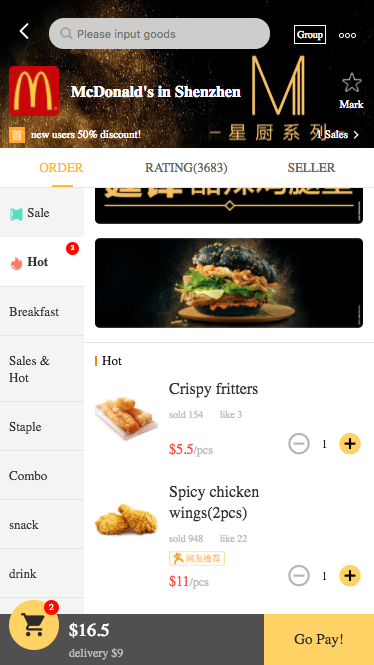 Please input goods
Group
McDonald's in Shenzhen
Mark
首 new users 50% discount!
一星厨系列
1 Sales >
ORDER
RATING(3683)
SELLER
Sale
Hot
2
Breakfast
Sales &
Hot
Staple
Combo
snack
drink
Hot
Crispy fritters
sold 154 like 3
$5.5/pcs
1
Spicy chicken
wings(2pcs)
sold 948 like 22
网友推荐
$11/pcs
1
2
$16.5
delivery $9
Go Pay!